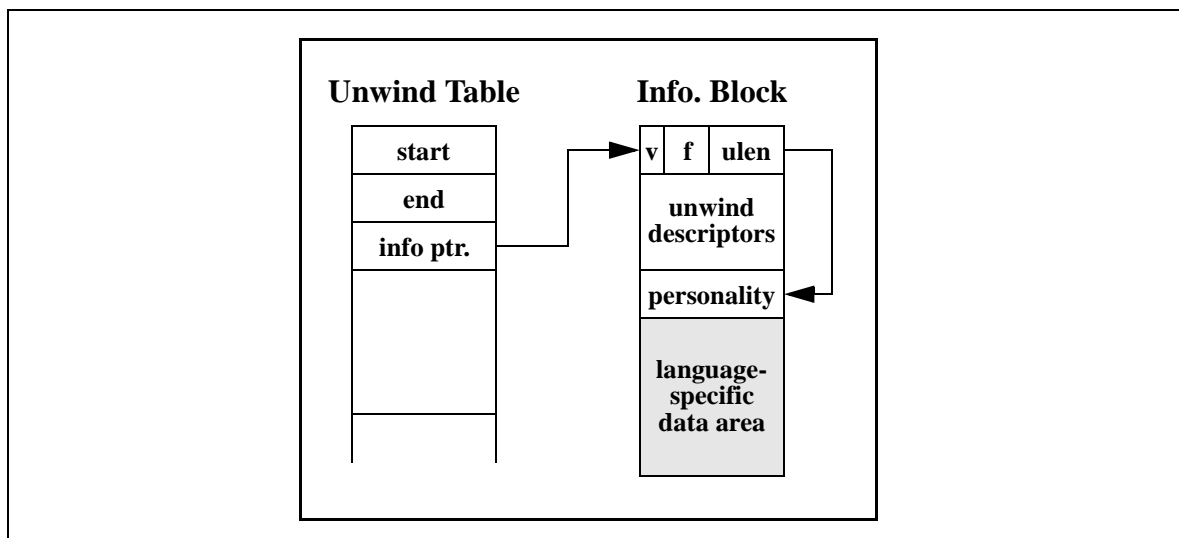 Unwind Table
start
end
info ptr.
Info. Block
v f ulen
unwind
descriptors
personality
language-
specific
data area